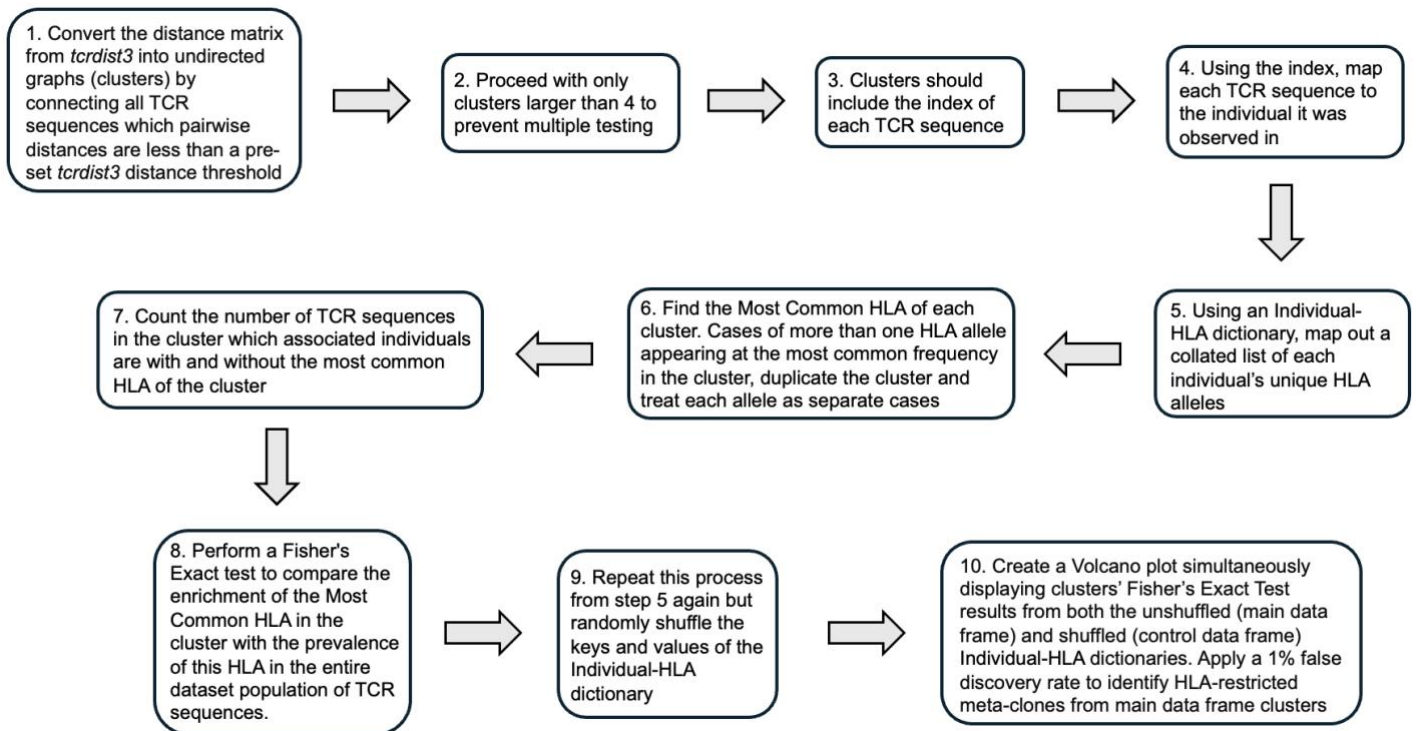 1. Convert the distance matrix
from tcrdist3 into undirected
graphs (clusters) by
connecting all TCR
sequences which pairwise
distances are less than a pre-
set tcrdist3 distance threshold
2. Proceed with only
clusters larger than 4 to
prevent multiple testing
3. Clusters should
include the index of
each TCR sequence
4. Using the index, map
each TCR sequence to
the individual it was
observed in
5. Using an Individual-
HLA dictionary, map out a
collated list of each
individual's unique HLA
alleles
6. Find the Most Common HLA of each
cluster. Cases of more than one HLA allele
appearing at the most common frequency
in the cluster, duplicate the cluster and
treat each allele as separate cases
7. Count the number of TCR sequences
in the cluster which associated individuals
are with and without the most common
HLA of the cluster
8. Perform a Fisher's
Exact test to compare the
enrichment of the Most
Common HLA in the
cluster with the prevalence
of this HLA in the entire
dataset population of TCR
sequences.
9. Repeat this process
from step 5 again but
randomly shuffle the
keys and values of the
Individual-HLA
dictionary
10. Create a Volcano plot simultaneously
displaying clusters' Fisher's Exact Test
results from both the unshuffled (main data
frame) and shuffled (control data frame)
Individual-HLA dictionaries. Apply a 1% false
discovery rate to identify HLA-restricted
meta-clones from main data frame clusters